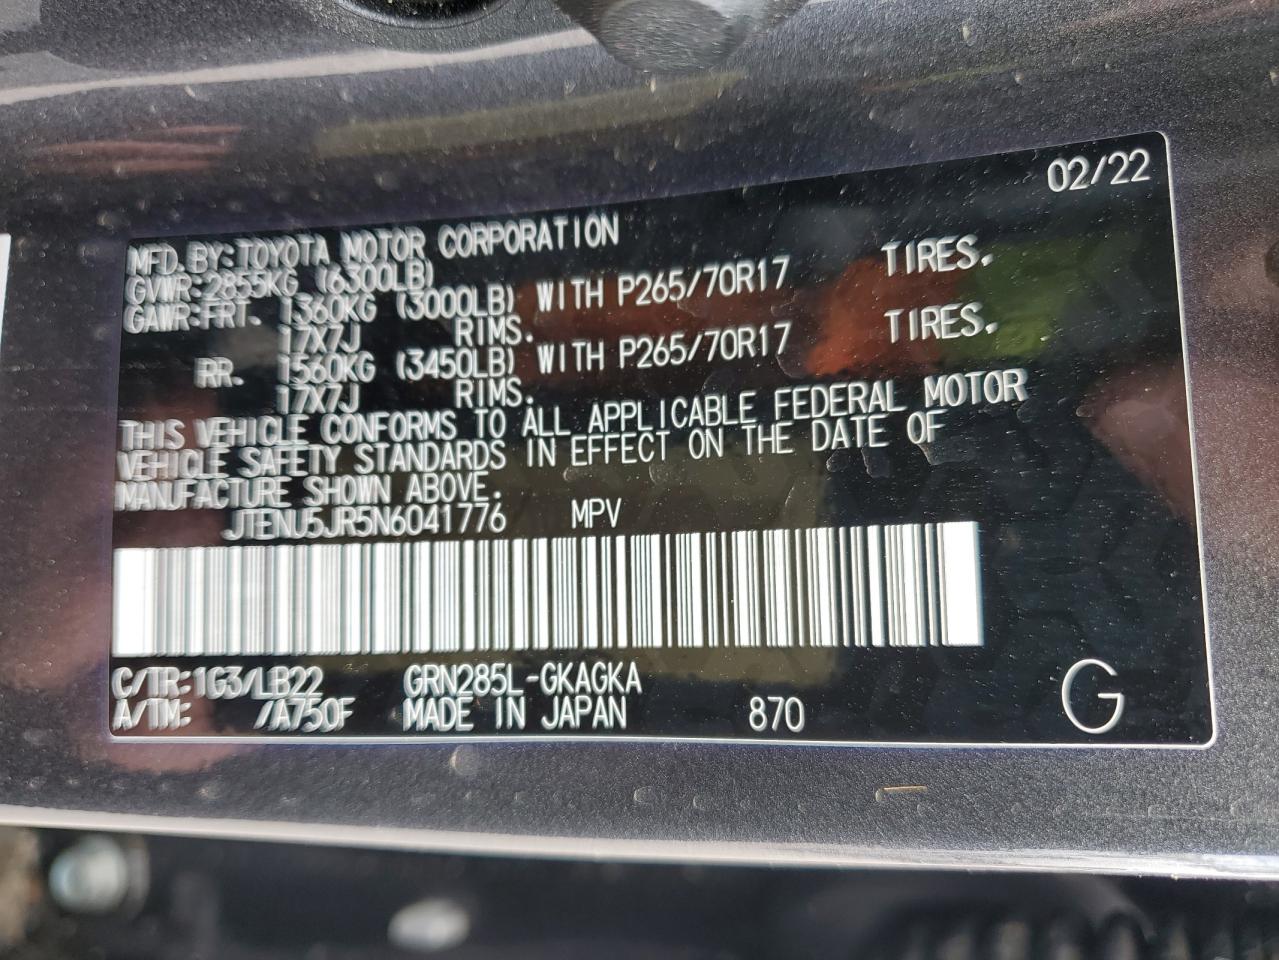 02/22
MFD. BY: TOYOTA MOTOR CORPORATION
GVWR: 2855KG (6300LB)
GAWR: FRT. 1360KG (3000LB) WITH P265/70R17 TIRES.
17X7J RIMS.
RR. 1560KG (3450LB) WITH P265/70R17 TIRES.
17X7J RIMS.
THIS VEHICLE CONFORMS TO ALL APPLICABLE FEDERAL MOTOR
VEHICLE SAFETY STANDARDS IN EFFECT ON THE DATE OF
MANUFACTURE SHOWN ABOVE.
JTENU5JR5N6041776 MPV
C/TR: 1G3/LB22 GRN285L-GKAGKA
A/TM: /A750F MADE IN JAPAN 870 G